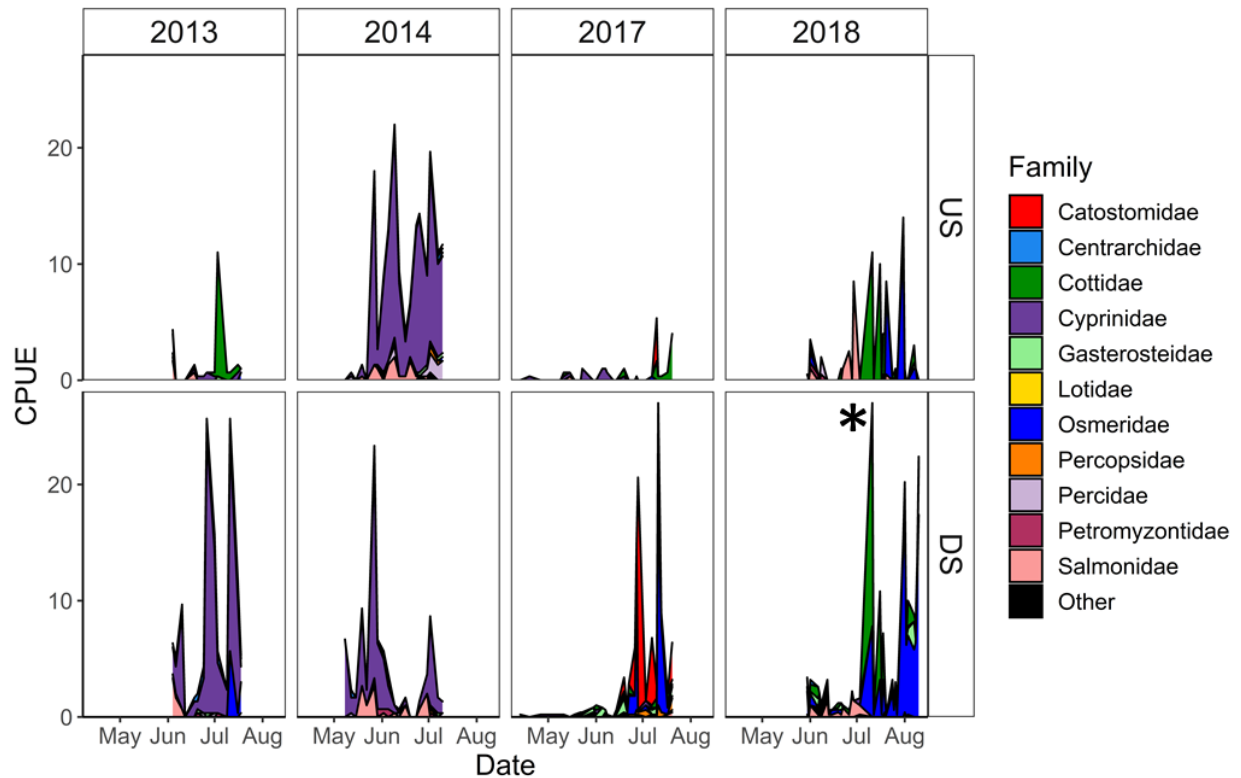 2013 2014 2017 2018
20
10
0
US
20
10
0
*
DS
CPUE
May Jun Jul Aug May Jun Jul Aug May Jun Jul Aug May Jun Jul Aug
Date
Family
Catostomidae
Centrarchidae
Cottidae
Cyprinidae
Gasterosteidae
Lotidae
Osmeridae
Percopsidae
Percidae
Petromyzontidae
Salmonidae
Other